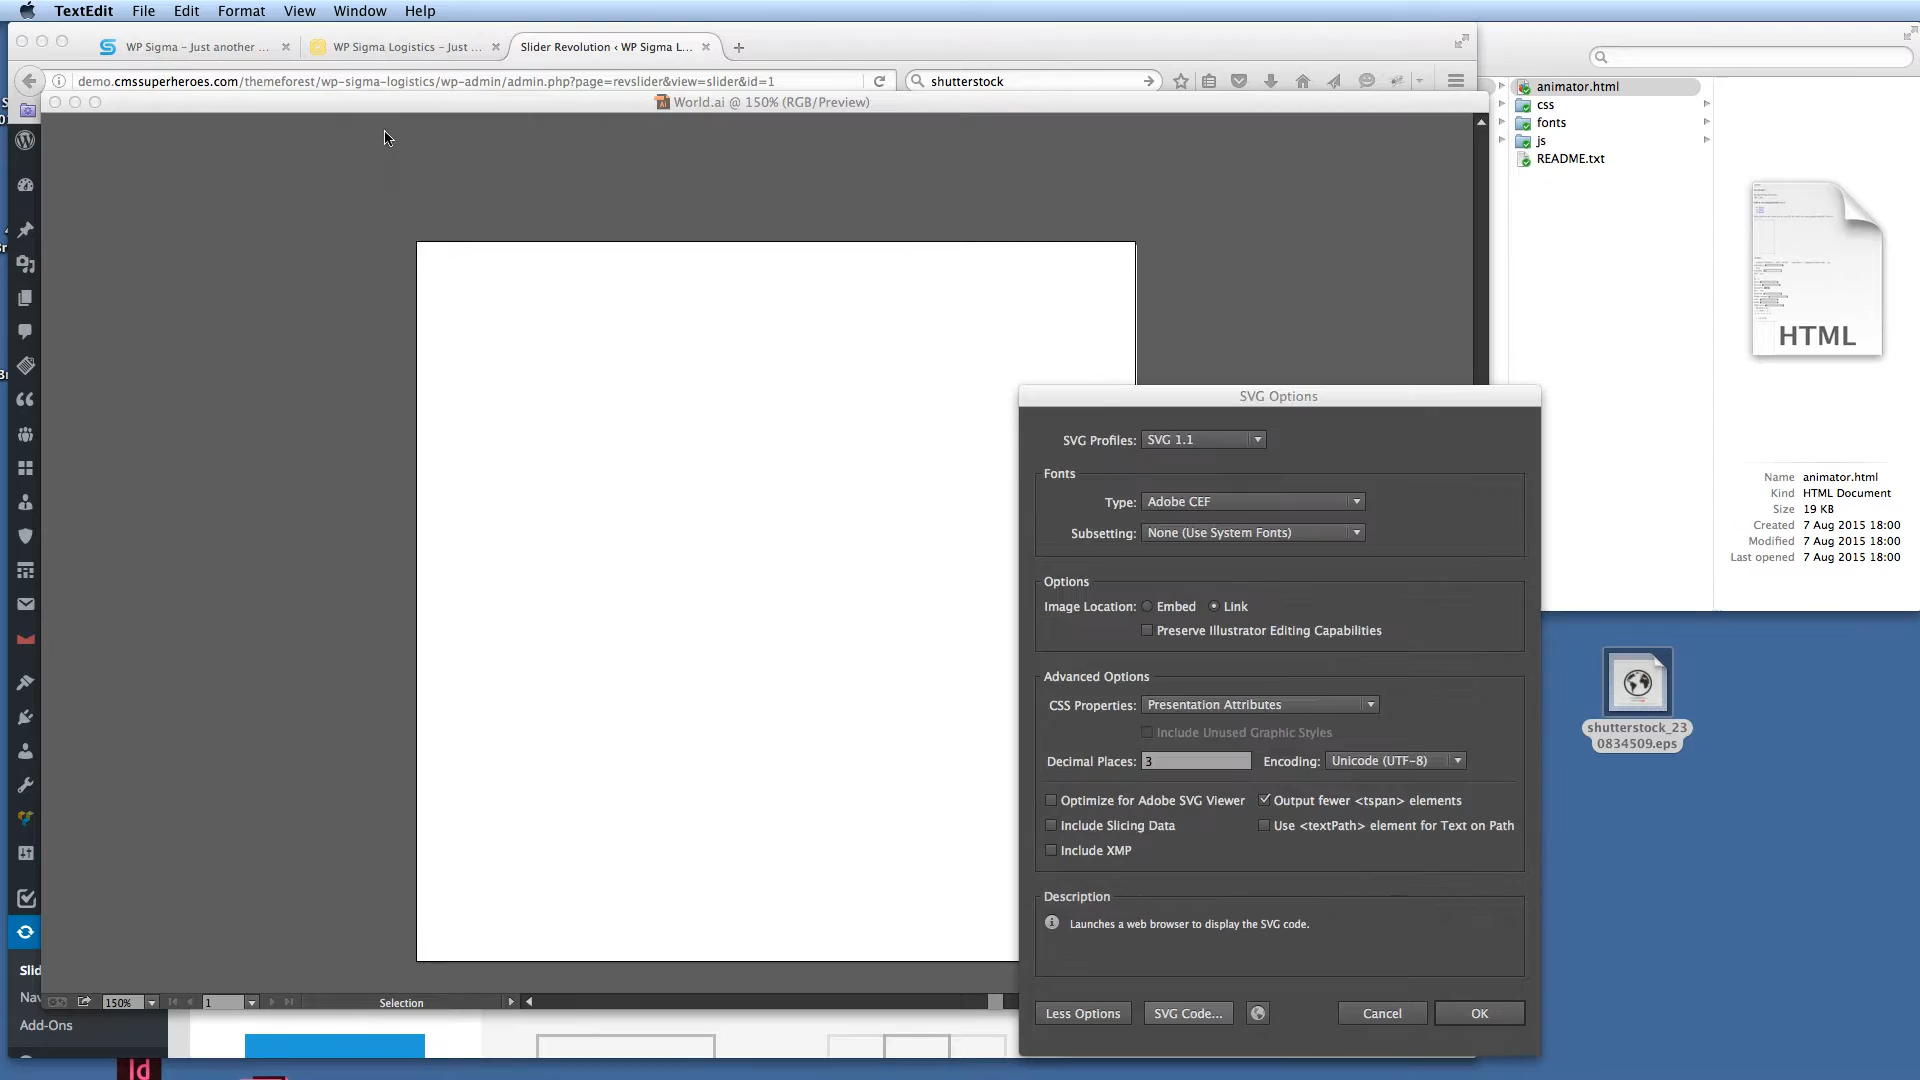 TextEdit File Edit Format View Window Help
WP Sigma – Just another ...
WP Sigma Logistics – Just ...
Slider Revolution ‹ WP Sigma L...
demo.cmssuperheroes.com/themeforest/wp-sigma-logistics/wp-admin/admin.php?page=revslider&view=slider&id=1
shutterstock
World.ai @ 150% (RGB/Preview)
animator.html
css
fonts
js
README.txt
HTML
Name animator.html
Kind HTML Document
Size 19 KB
Created 7 Aug 2015 18:00
Modified 7 Aug 2015 18:00
Last opened 7 Aug 2015 18:00
shutterstock_23
0834509.eps
SVG Options
SVG Profiles: SVG 1.1
Fonts
Type: Adobe CEF
Subsetting: None (Use System Fonts)
Options
Image Location: Embed Link
Preserve Illustrator Editing Capabilities
Advanced Options
CSS Properties: Presentation Attributes
Include Unused Graphic Styles
Decimal Places: 3 Encoding: Unicode (UTF-8)
Optimize for Adobe SVG Viewer Output fewer <tspan> elements
Include Slicing Data Use <textPath> element for Text on Path
Include XMP
Description
Launches a web browser to display the SVG code.
Less Options SVG Code... Cancel OK
150% 1 Selection
Slid
Nav
Add-Ons
Id